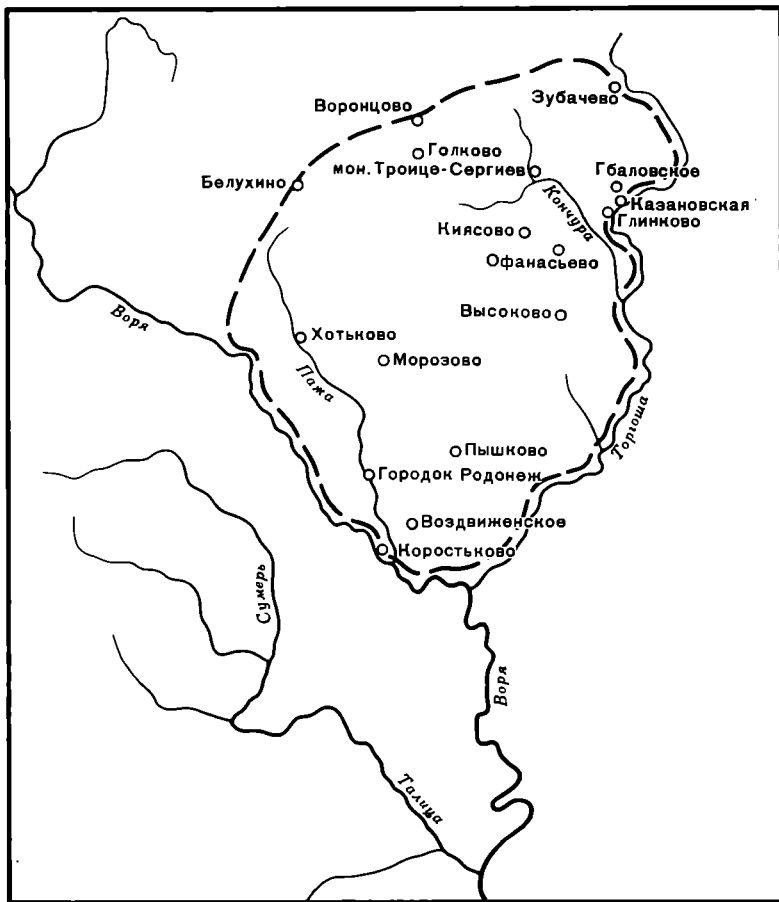 Зубачево
Воронцово
Голково
мон. Троице-Сергиев
Гбаловское
Белухино
Казановская
Глинково
Кончура
Киясово
Офанасьево
Высоково
Воря
Хотьково
Морозово
Пажа
Торгоша
Пышково
Городок Родонеж
Воздвиженское
Коростьково
Сумерь
Воря
Талица